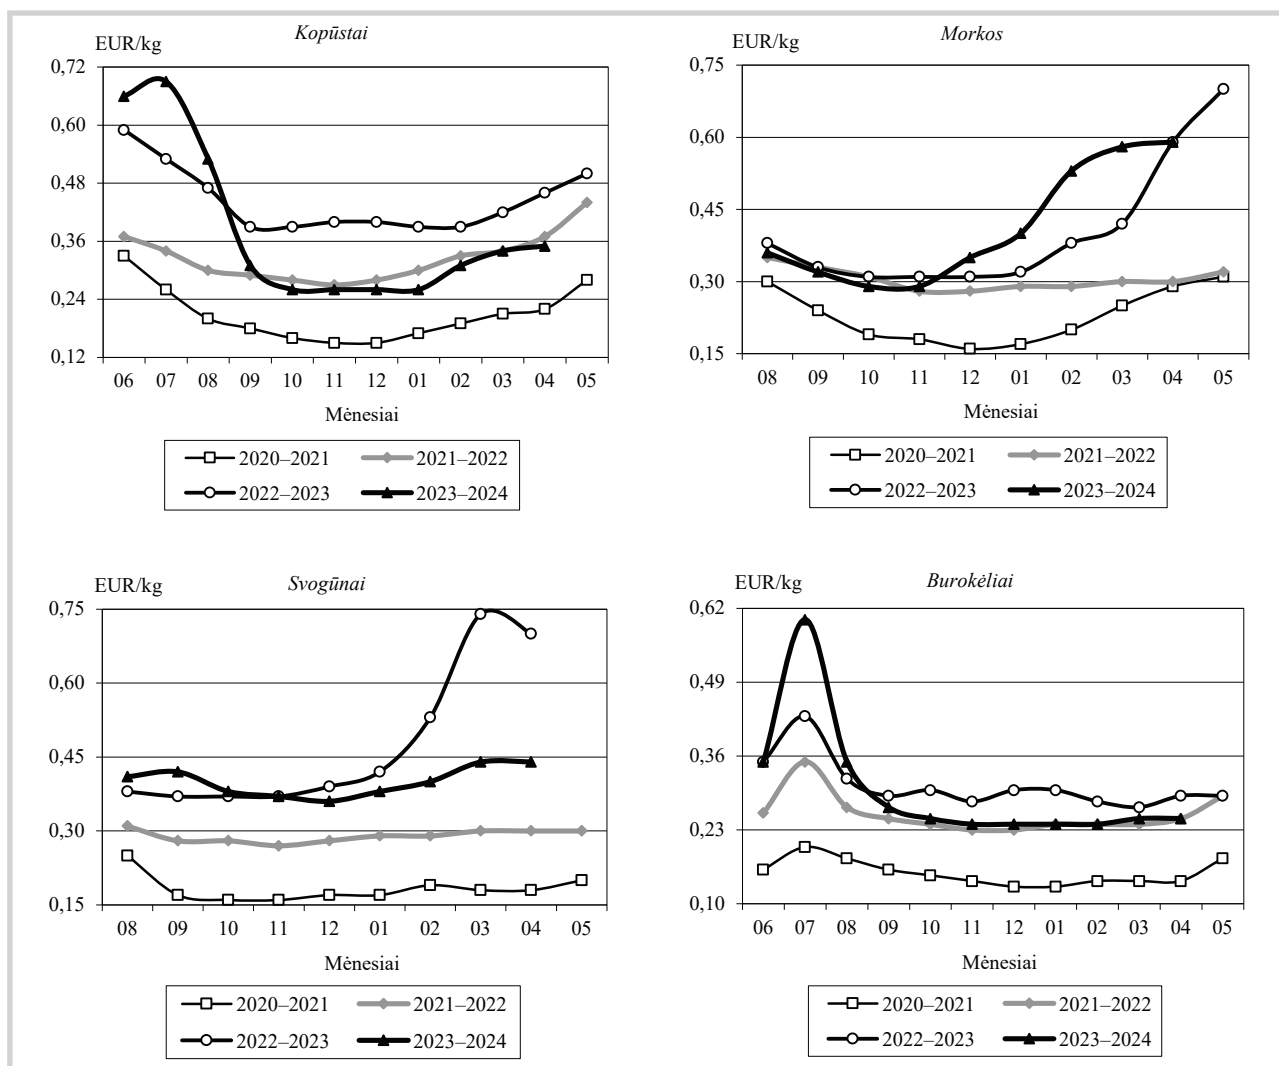 Kopūstai
EUR/kg
0,72
0,60
0,48
0,36
0,24
0,12
06 07 08 09 10 11 12 01 02 03 04 05
Mėnesiai
2020–2021 2021–2022
2022–2023 2023–2024
Morkos
EUR/kg
0,75
0,60
0,45
0,30
0,15
08 09 10 11 12 01 02 03 04 05
Mėnesiai
2020–2021 2021–2022
2022–2023 2023–2024
Svogūnai
EUR/kg
0,75
0,60
0,45
0,30
0,15
08 09 10 11 12 01 02 03 04 05
Mėnesiai
2020–2021 2021–2022
2022–2023 2023–2024
Burokėliai
EUR/kg
0,62
0,49
0,36
0,23
0,10
06 07 08 09 10 11 12 01 02 03 04 05
Mėnesiai
2020–2021 2021–2022
2022–2023 2023–2024